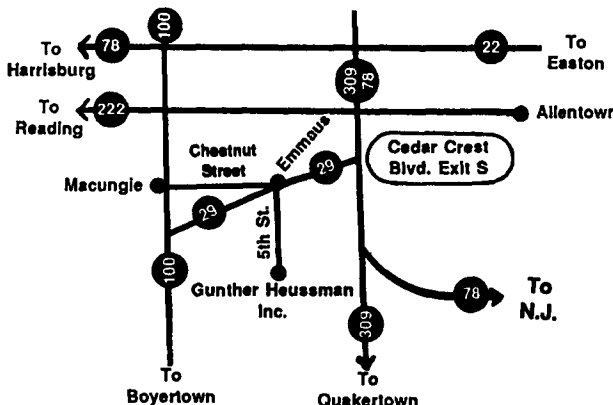 100
To
Harrisburg
78
22
To
Easton
309
78
To
Reading
222
Allentowr
Chestnut
Street
Emmaus
29
Cedar Crest
Blvd. Exit S
Macungie
29
5th St.
100
Gunther Heussman
Inc.
78
To
N.J.
309
To
Boyertown
To
Quakertown